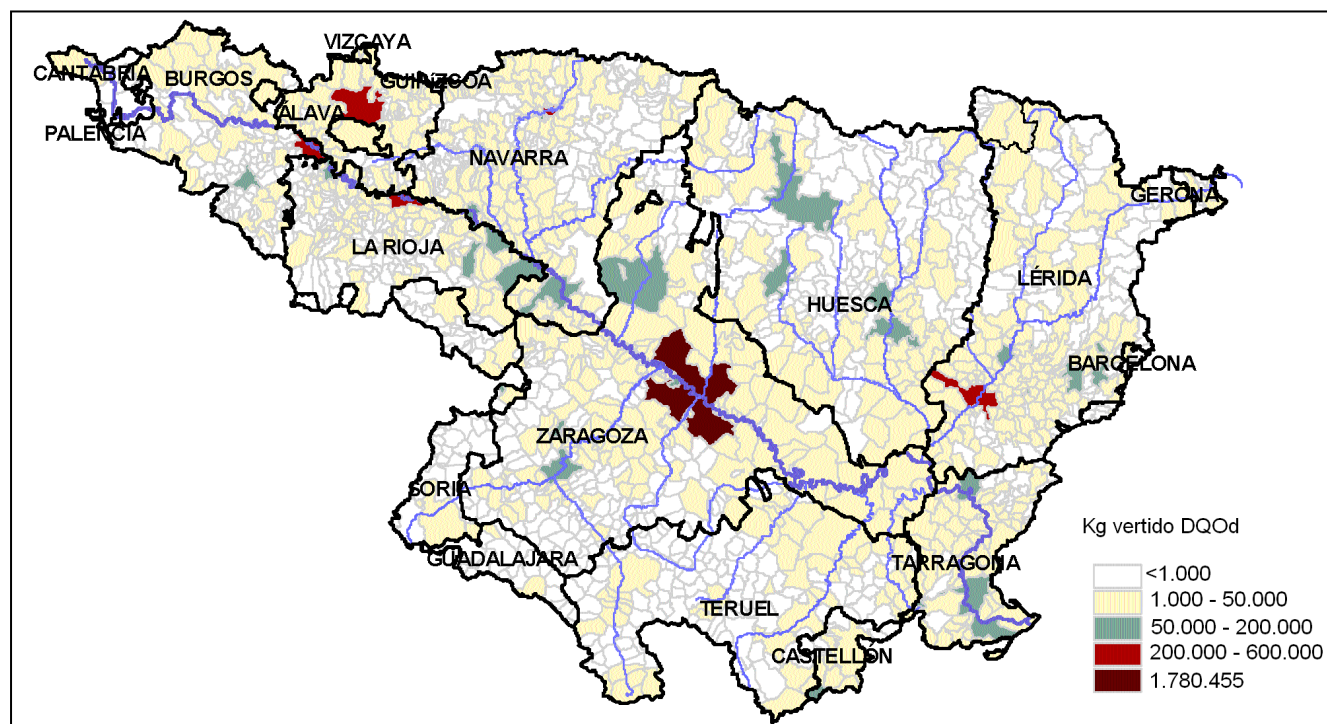 VIZCAYA
CANTABRIA
BURGOS
GUIPÍZCOA
ÁLAVA
PALENCIA
NAVARRA
GERONA
LA RIOJA
LÉRIDA
HUESCA
BARCELONA
ZARAGOZA
SORIA
GUADALAJARA
TARRAGONA
TERUEL
CASTELLÓN
Kg vertido DQOd
<1.000
1.000 - 50.000
50.000 - 200.000
200.000 - 600.000
1.780.455